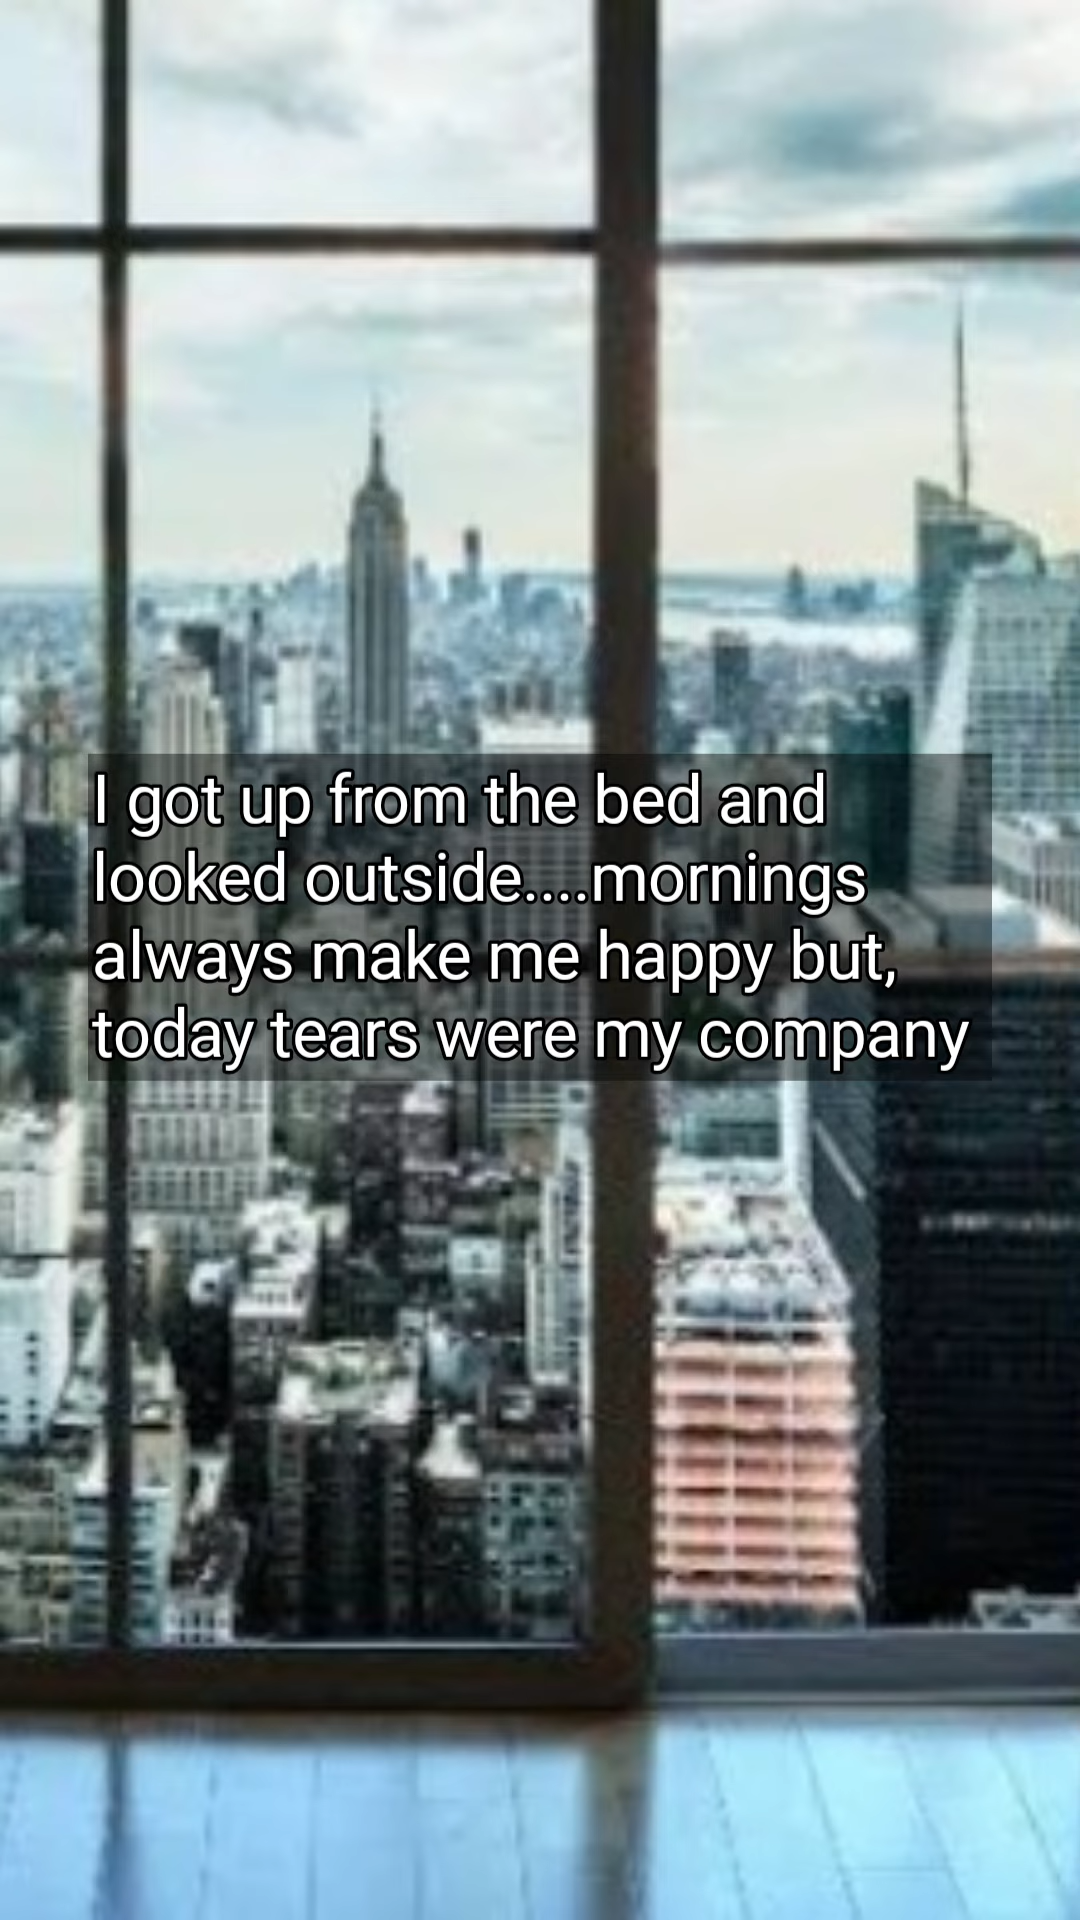 I got up from the bed and
looked outside....mornings
always make me happy but,
today tears were my company